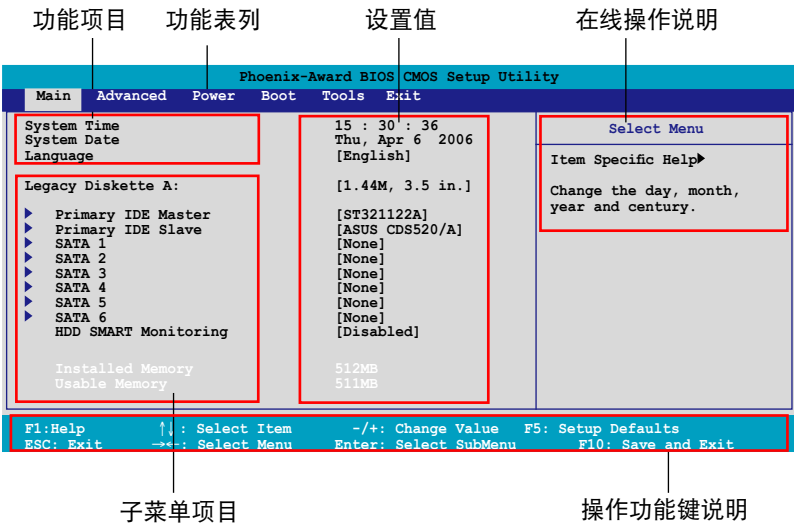 功能项目 功能表列 设置值 在线操作说明
Phoenix-Award BIOS CMOS Setup Utility
Main Advanced Power Boot Tools Exit
System Time 15 : 30 : 36
System Date Thu, Apr 6 2006
Language [English]
Select Menu
Item Specific Help▶
Legacy Diskette A: [1.44M, 3.5 in.]
Change the day, month,
year and century.
Primary IDE Master [ST321122A]
Primary IDE Slave [ASUS CDS520/A]
SATA 1 [None]
SATA 2 [None]
SATA 3 [None]
SATA 4 [None]
SATA 5 [None]
SATA 6 [None]
HDD SMART Monitoring [Disabled]
Installed Memory 512MB
Usable Memory 511MB
F1:Help ↑↓: Select Item -/+: Change Value F5: Setup Defaults
ESC: Exit →←: Select Menu Enter: Select SubMenu F10: Save and Exit
子菜单项目 操作功能键说明